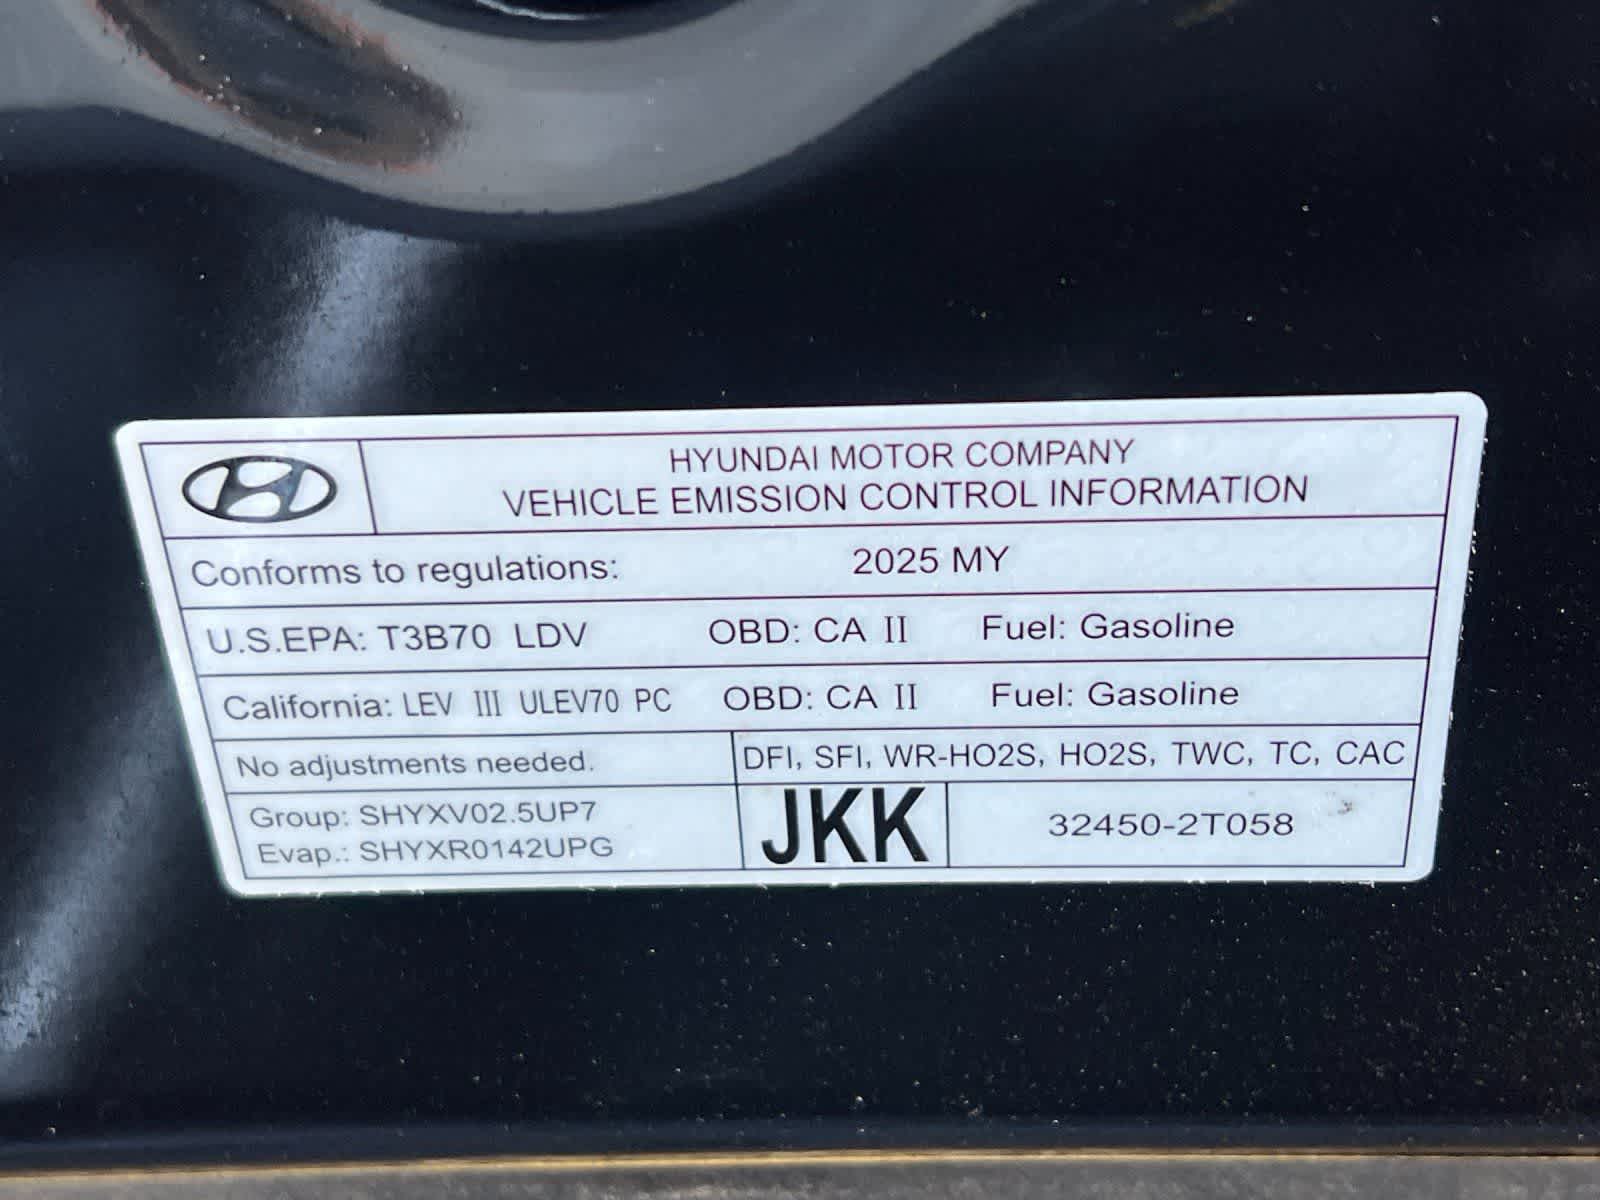 HYUNDAI MOTOR COMPANY
VEHICLE EMISSION CONTROL INFORMATION
Conforms to regulations: 2025 MY
U.S.EPA: T3B70 LDV OBD: CA II Fuel: Gasoline
California: LEV III ULEV70 PC OBD: CA II Fuel: Gasoline
No adjustments needed. DFI, SFI, WR-HO2S, HO2S, TWC, TC, CAC
Group: SHYXV02.5UP7
Evap.: SHYXR0142UPG
JKK
32450-2T058